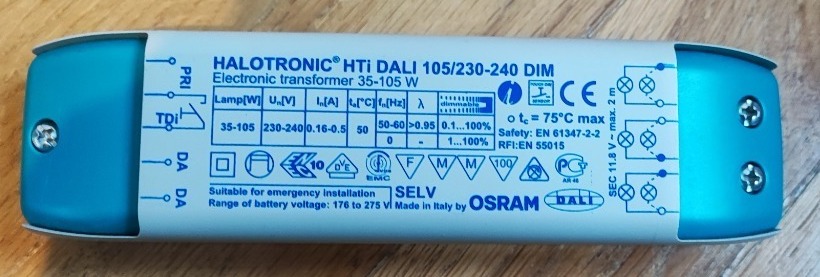 HALOTRONIC® HTi DALI 105/230-240 DIM
Electronic transformer 35-105 W
Lamp[W] Uₙ[V] Iₙ[A] tₐ[°C] fₙ[Hz] λ dimmable
35-105 230-240 0.16-0.5 50 50-60 >0.95 0.1...100%
0 - 1...100%
PRI
TDi
DA
DA
CE
tc = 75°C max
Safety: EN 61347-2-2
RFI:EN 55015
10 VDE EMC F M M 100
Suitable for emergency installation SELV
Range of battery voltage: 176 to 275 V Made in Italy by OSRAM DALI
SEC 11.8 V ~ max. 2 m